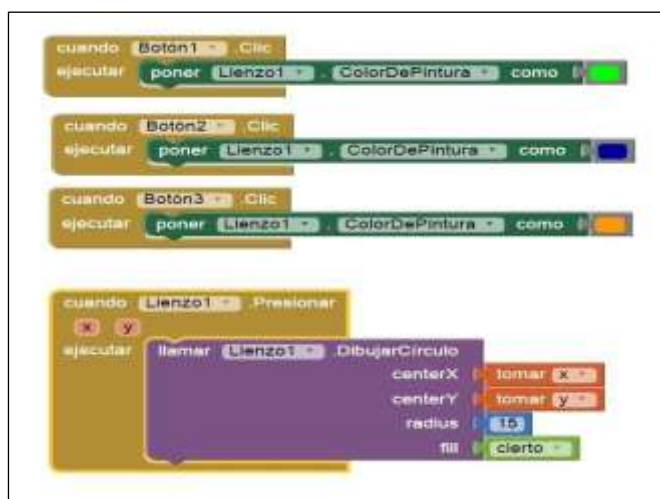 cuando Botón1 .Clic
ejecutar poner Lienzo1 . ColorDePintura como
cuando Botón2 .Clic
ejecutar poner Lienzo1 . ColorDePintura como
cuando Botón3 .Clic
ejecutar poner Lienzo1 . ColorDePintura como
cuando Lienzo1 .Presionar
x y
ejecutar llamar Lienzo1 .DibujarCírculo
centerX tomar x
centerY tomar y
radius 15
fill cierto